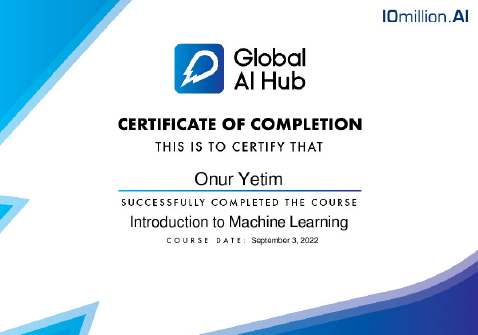 10million.AI
Global
AI Hub
CERTIFICATE OF COMPLETION
THIS IS TO CERTIFY THAT
Onur Yetim
SUCCESSFULLY COMPLETED THE COURSE
Introduction to Machine Learning
COURSE DATE: September 3, 2022